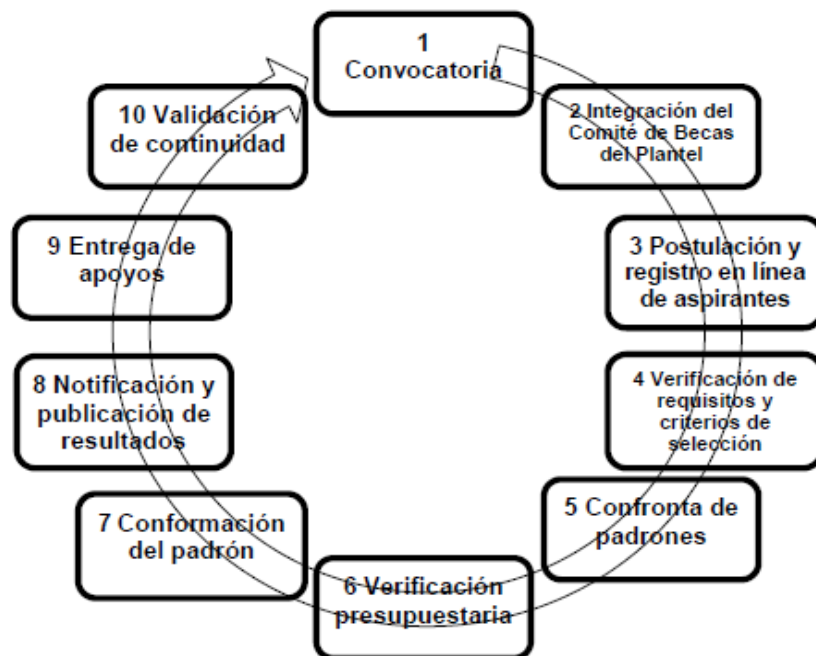 1
Convocatoria
2 Integración del
Comité de Becas
del Plantel
3 Postulación y
registro en línea
de aspirantes
4 Verificación de
requisitos y
criterios de
selección
5 Confronta de
padrones
6 Verificación
presupuestaria
7 Conformación
del padrón
8 Notificación y
publicación de
resultados
9 Entrega de
apoyos
10 Validación
de continuidad